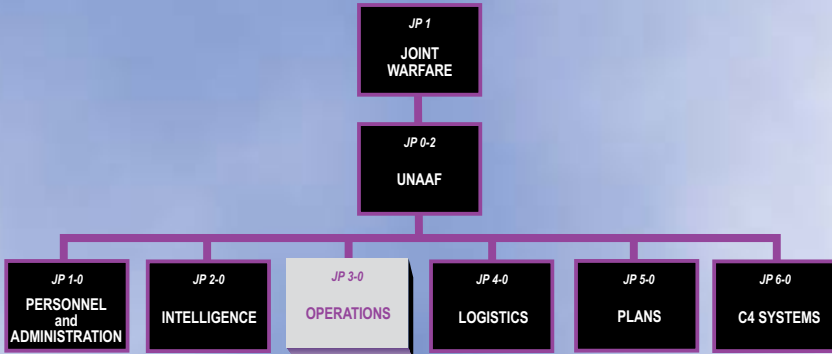 JP 1
JOINT
WARFARE
JP 0-2
UNAAF
JP 1-0
PERSONNEL
and
ADMINISTRATION
JP 2-0
INTELLIGENCE
JP 3-0
OPERATIONS
JP 4-0
LOGISTICS
JP 5-0
PLANS
JP 6-0
C4 SYSTEMS